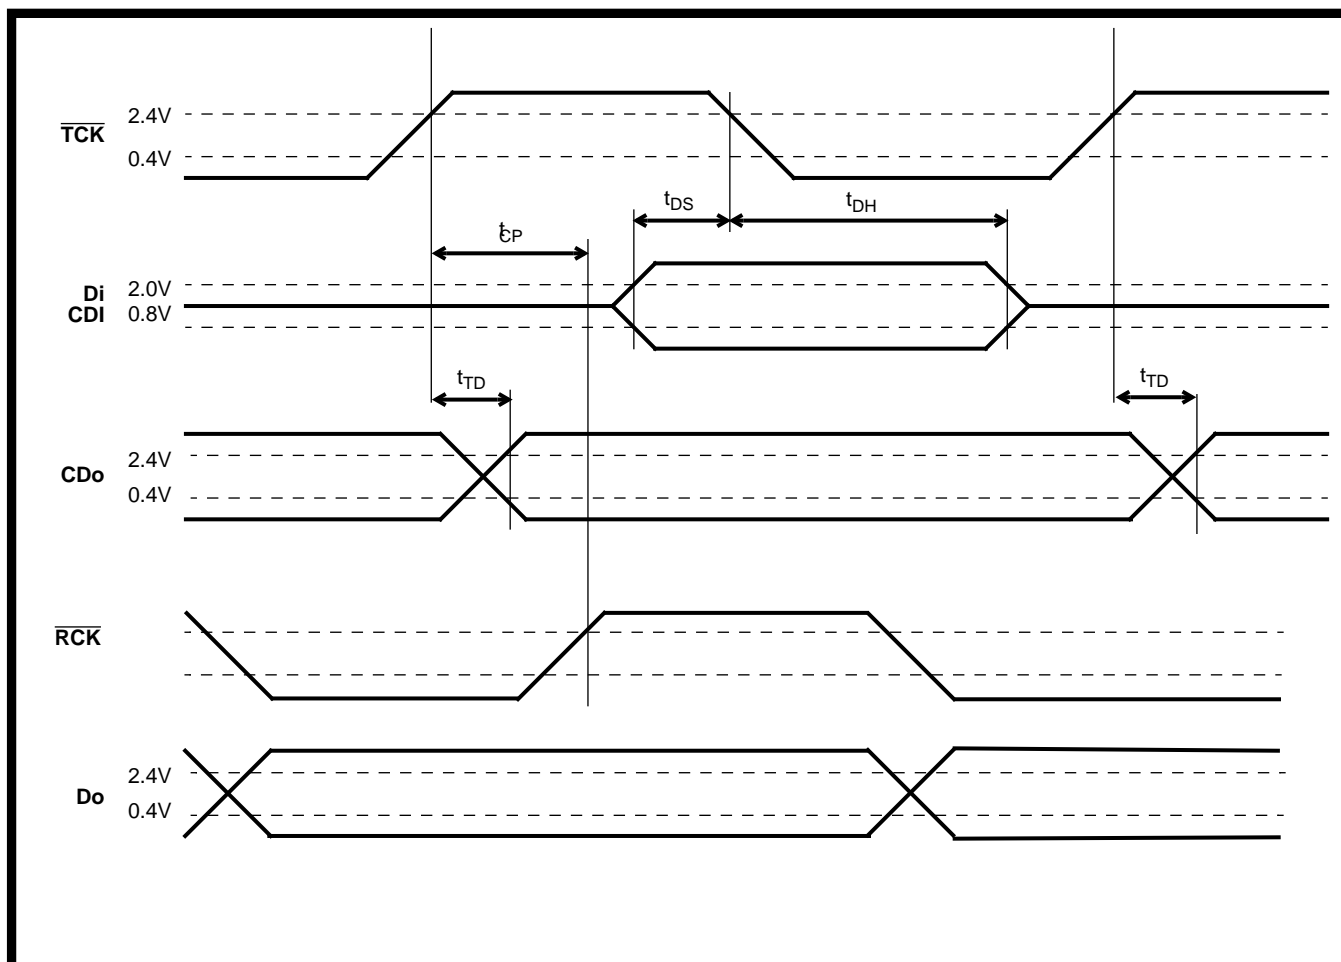 2.4V
TCK
0.4V
tDS
tDH
tCP
Di
2.0V
CDI
0.8V
tTD
tTD
2.4V
CDo
0.4V
RCK
2.4V
Do
0.4V